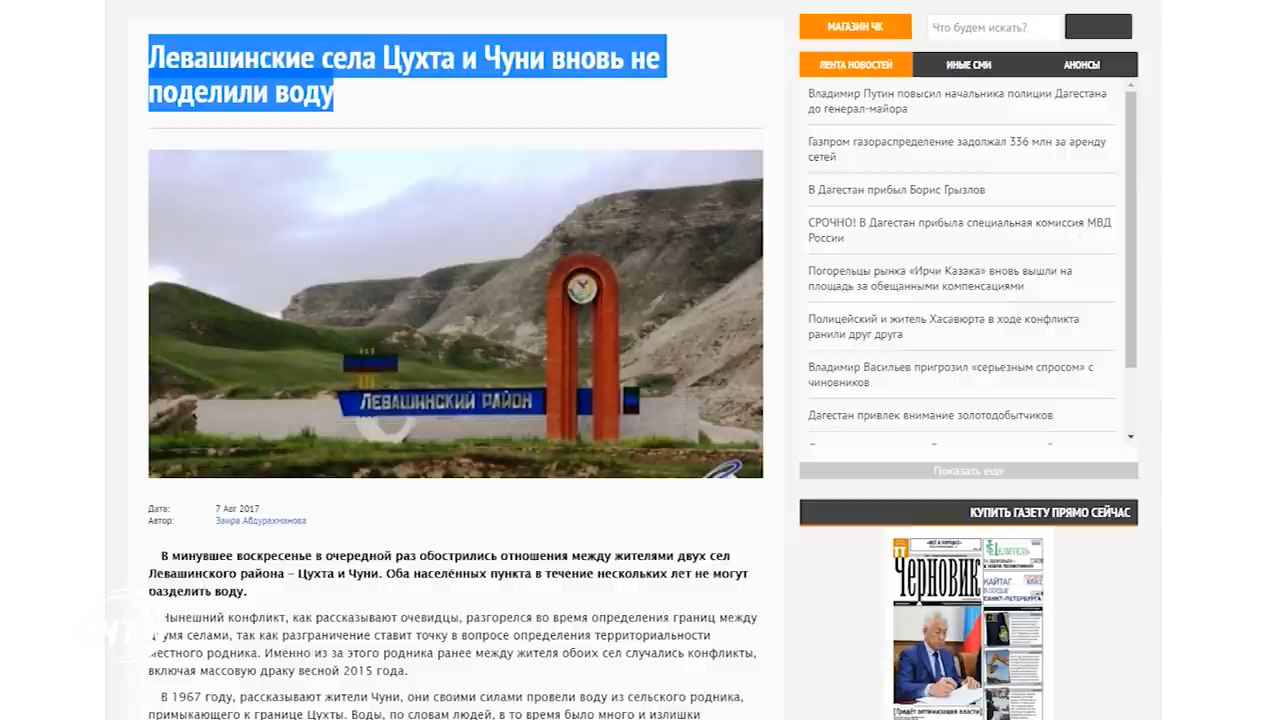 Левашинские села Цухта и Чуни вновь не
поделили воду
ЛЕВАШИНСКИЙ РАЙОН
Дата: 7 Авг 2017
Автор: Заира Абдурахманова
В минувшее воскресенье в очередной раз обострились отношения между жителями двух сел
Левашинского района – Цухта и Чуни. Оба населённых пункта в течение нескольких лет не могут
разделить воду.
Нынешний конфликт, как рассказывают очевидцы, разгорелся во время определения границ между
двумя селами, так как разграничение ставит точку в вопросе определения территориальности
местного родника. Именно из за этого родника ранее между жителя обоих сел случались конфликты,
включая массовую драку весной 2015 года.
В 1967 году, рассказывают жители Чуни, они своими силами провели воду из сельского родника,
примыкающего к границе Цухты. Воды, по словам людей, в то время было много и излишки
НТ
МАГАЗИН ЧК
Что будем искать?
ЛЕНТА НОВОСТЕЙ ИНЫЕ СМИ АНОНСЫ
Владимир Путин повысил начальника полиции Дагестана
до генерал-майора
Газпром газораспределение задолжал 336 млн за аренду
сетей
В Дагестан прибыл Борис Грызлов
СРОЧНО! В Дагестан прибыла специальная комиссия МВД
России
Погорельцы рынка «Ирчи Казака» вновь вышли на
площадь за обещанными компенсациями
Полицейский и житель Хасавюрта в ходе конфликта
ранили друг друга
Владимир Васильев пригрозил «серьезным спросом» с
чиновников
Дагестан привлек внимание золотодобытчиков
Показать еще
КУПИТЬ ГАЗЕТУ ПРЯМО СЕЙЧАС
Черновик
ЦЕЛИТЕЛЬ
КАЙТАГ
В СЕРДЦЕ
САНКТ-ПЕТЕРБУРГА
[Грядёт оптимизация власти]